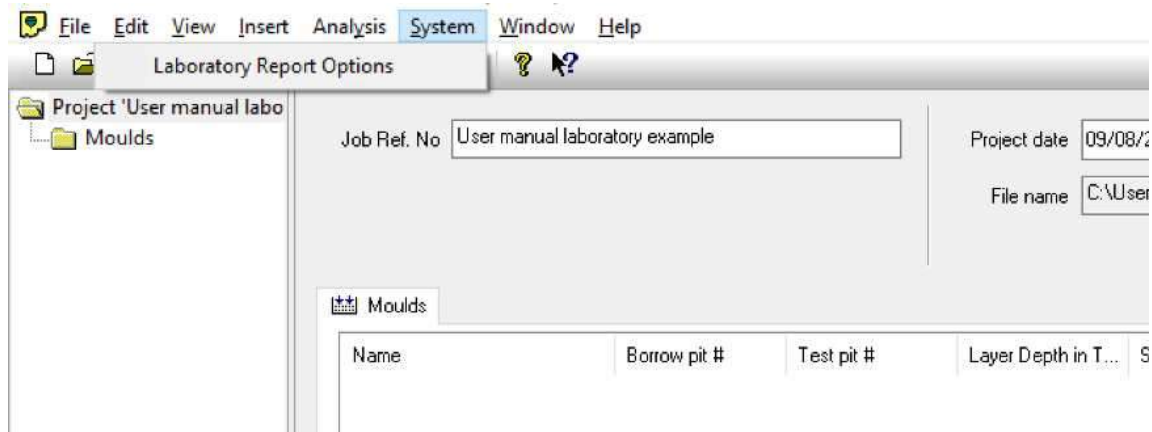 File Edit View Insert Analysis System Window Help
Laboratory Report Options
Project 'User manual labo
Moulds
Job Ref. No User manual laboratory example
Project date 09/08/2
File name C:\User
Moulds
Name Borrow pit # Test pit # Layer Depth in T... S